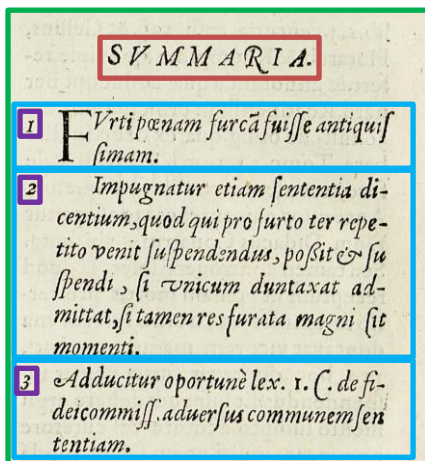 SVMMARIA.
1 FVrti pœnam furcã fuiſſe antiquiſ
ſimam.
2 Impugnatur etiam ſententia di-
centium, quod qui pro furto ter repe-
tito venit ſuſpendendus, poßit & ſu
ſpendi, ſi vnicum duntaxat ad-
mittat, ſi tamen res furata magni ſit
momenti.
3 Adducitur oportunè lex. 1. C. de fi-
deicommiſſ. aduerſus communem ſen
tentiam.